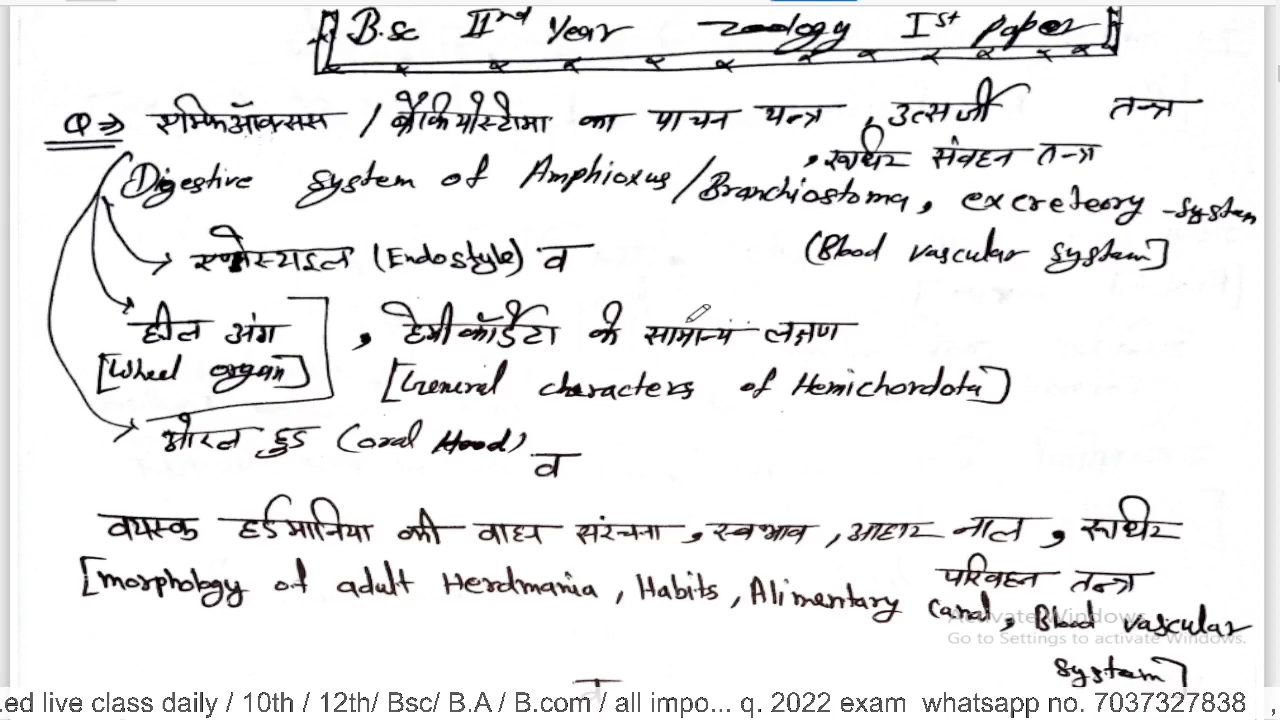 B.sc IInd Year zoology Ist paper
Q⇒ एम्फिऑक्सस / ब्रैंकियोस्टोमा का पाचन यन्त्र , उत्सर्जी तन्त्र
, रूधिर संवहन तन्त्र
Digestive system of Amphioxus/Branchiostoma, excreteory -system
(Blood vascular system]
→ एण्डोस्टाइल (Endostyle) व
→ हील अंग , हेमीकॉर्डेटा के सामान्य लक्षण
[Wheel organ] [General characters of Hemichordota]
→ ओरल हुड (oral Hood) व
वयस्क हर्डमानिया की वाह्य संरचना , स्वभाव , आहार नाल , रूधिर
परिवहन तन्त्र
[morphology of adult Herdmania , Habits , Alimentary Canal, Blood vascular
system]
Activate Windows
Go to Settings to activate Windows.
.ed live class daily / 10th / 12th/ Bsc/ B.A / B.com / all impo... q. 2022 exam whatsapp no. 7037327838 ,